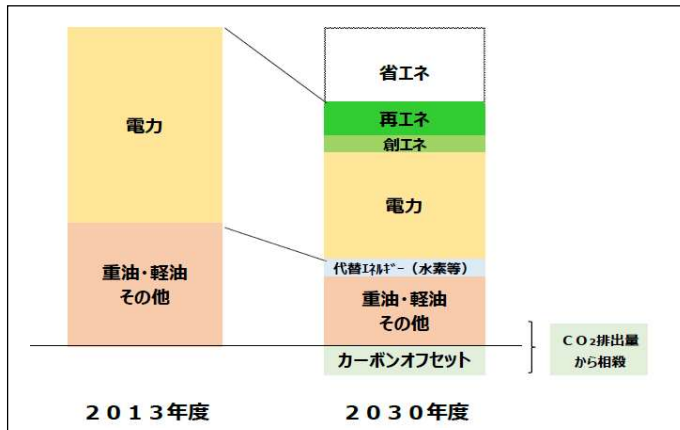 電力
重油・軽油
その他
２０１３年度
省エネ
再エネ
創エネ
電力
代替ｴﾈﾙｷﾞｰ（水素等）
重油・軽油
その他
カーボンオフセット
２０３０年度
ＣＯ₂排出量
から相殺